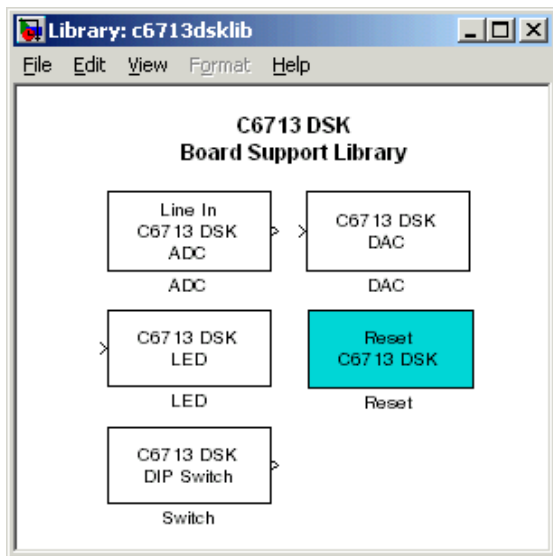 Library: c6713dsklib
File Edit View Format Help
C6713 DSK
Board Support Library
Line In
C6713 DSK
ADC
ADC
C6713 DSK
DAC
DAC
C6713 DSK
LED
LED
Reset
C6713 DSK
Reset
C6713 DSK
DIP Switch
Switch